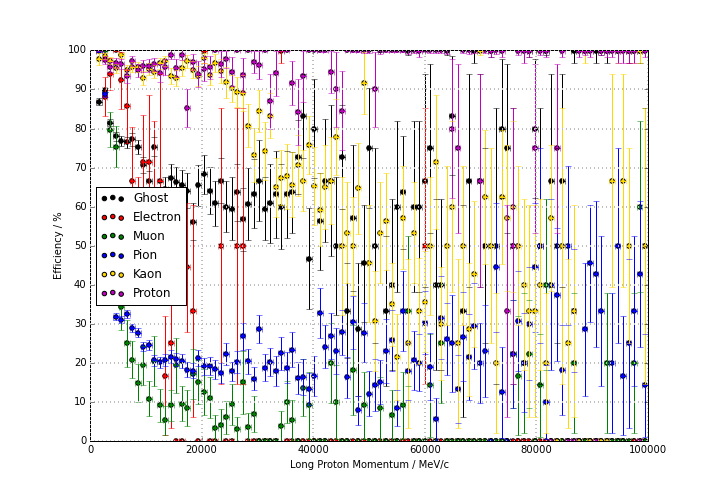 100
90
80
70
60
50
40
30
20
10
0
Efficiency / %
Ghost
Electron
Muon
Pion
Kaon
Proton
0 20000 40000 60000 80000 100000
Long Proton Momentum / MeV/c